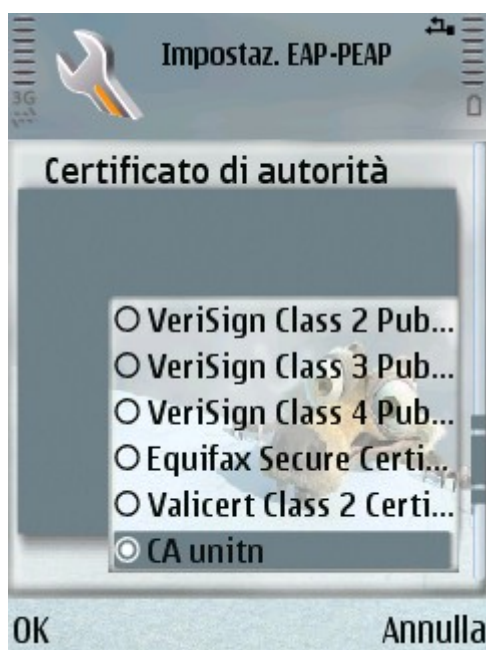 Impostaz. EAP-PEAP
3G
Certificato di autorità
VeriSign Class 2 Pub...
VeriSign Class 3 Pub...
VeriSign Class 4 Pub...
Equifax Secure Certi...
Valicert Class 2 Certi...
CA unitn
OK
Annulla